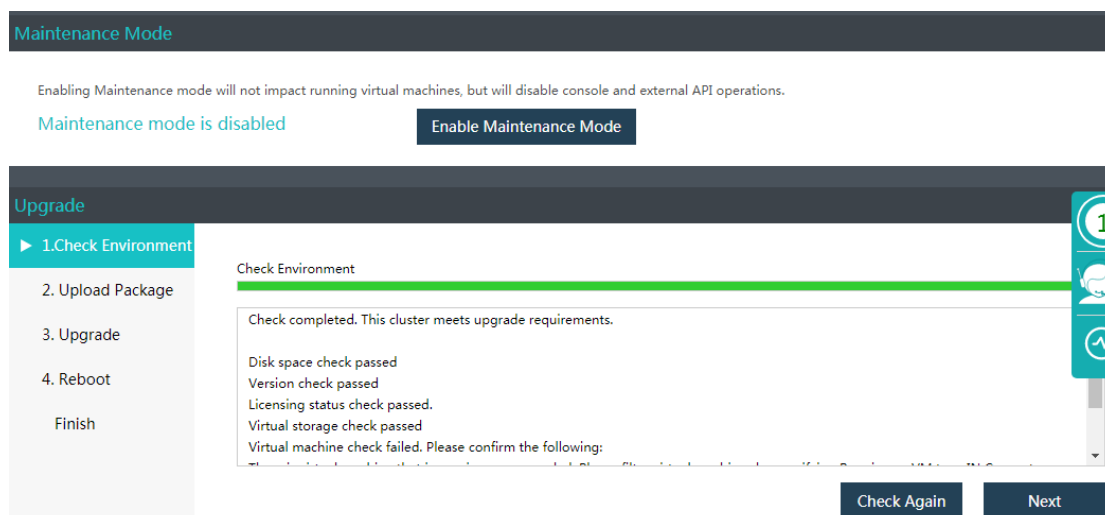 Maintenance Mode
Enabling Maintenance mode will not impact running virtual machines, but will disable console and external API operations.
Maintenance mode is disabled
Enable Maintenance Mode
Upgrade
1.Check Environment
2. Upload Package
3. Upgrade
4. Reboot
Finish
Check Environment
Check completed. This cluster meets upgrade requirements.
Disk space check passed
Version check passed
Licensing status check passed.
Virtual storage check passed
Virtual machine check failed. Please confirm the following:
1
Check Again
Next